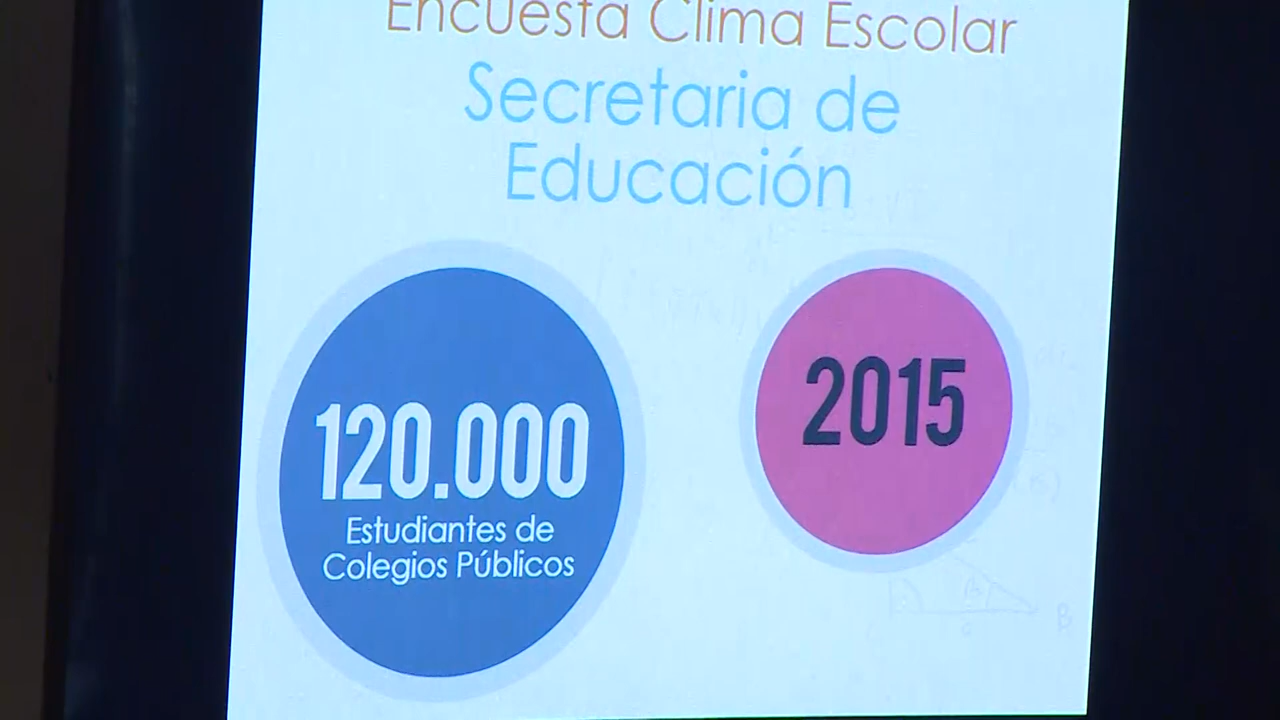 Encuesta Clima Escolar
Secretaria de
Educación
120.000
Estudiantes de
Colegios Públicos
2015
B